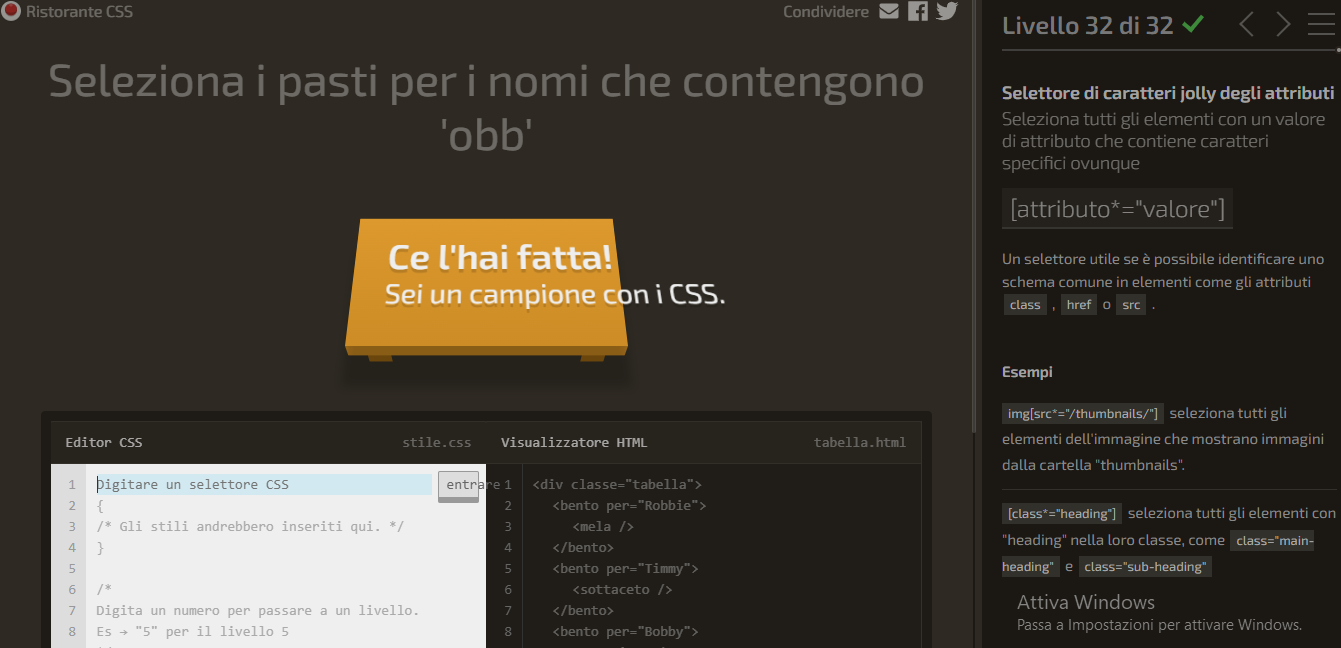 Ristorante CSS
Condividere
Seleziona i pasti per i nomi che contengono
'obb'
Ce l'hai fatta!
Sei un campione con i CSS.
Editor CSS
stile.css
1 Digitare un selettore CSS
entrare
2 {
3 /* Gli stili andrebbero inseriti qui. */
4 }
5
6 /*
7 Digita un numero per passare a un livello.
8 Es → "5" per il livello 5
Visualizzatore HTML
tabella.html
1 <div classe="tabella">
2 <bento per="Robbie">
3 <mela />
4 </bento>
5 <bento per="Timmy">
6 <sottaceto />
7 </bento>
8 <bento per="Bobby">
Livello 32 di 32
Selettore di caratteri jolly degli attributi
Seleziona tutti gli elementi con un valore
di attributo che contiene caratteri
specifici ovunque
[attributo*="valore"]
Un selettore utile se è possibile identificare uno
schema comune in elementi come gli attributi
class , href o src .
Esempi
img[src*="/thumbnails/"] seleziona tutti gli
elementi dell'immagine che mostrano immagini
dalla cartella "thumbnails".
[class*="heading"] seleziona tutti gli elementi con
"heading" nella loro classe, come class="main-
heading" e class="sub-heading"
Attiva Windows
Passa a Impostazioni per attivare Windows.